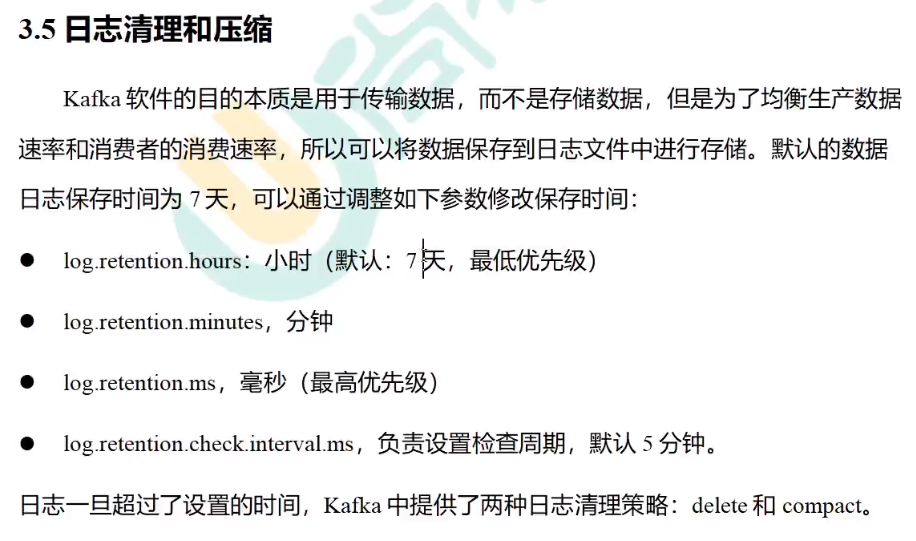 3.5 日志清理和压缩
Kafka 软件的目的本质是用于传输数据，而不是存储数据，但是为了均衡生产数据
速率和消费者的消费速率，所以可以将数据保存到日志文件中进行存储。默认的数据
日志保存时间为 7 天，可以通过调整如下参数修改保存时间：
● log.retention.hours：小时（默认：7 天，最低优先级）
● log.retention.minutes，分钟
● log.retention.ms，毫秒（最高优先级）
● log.retention.check.interval.ms，负责设置检查周期，默认 5 分钟。
日志一旦超过了设置的时间，Kafka 中提供了两种日志清理策略：delete 和 compact。